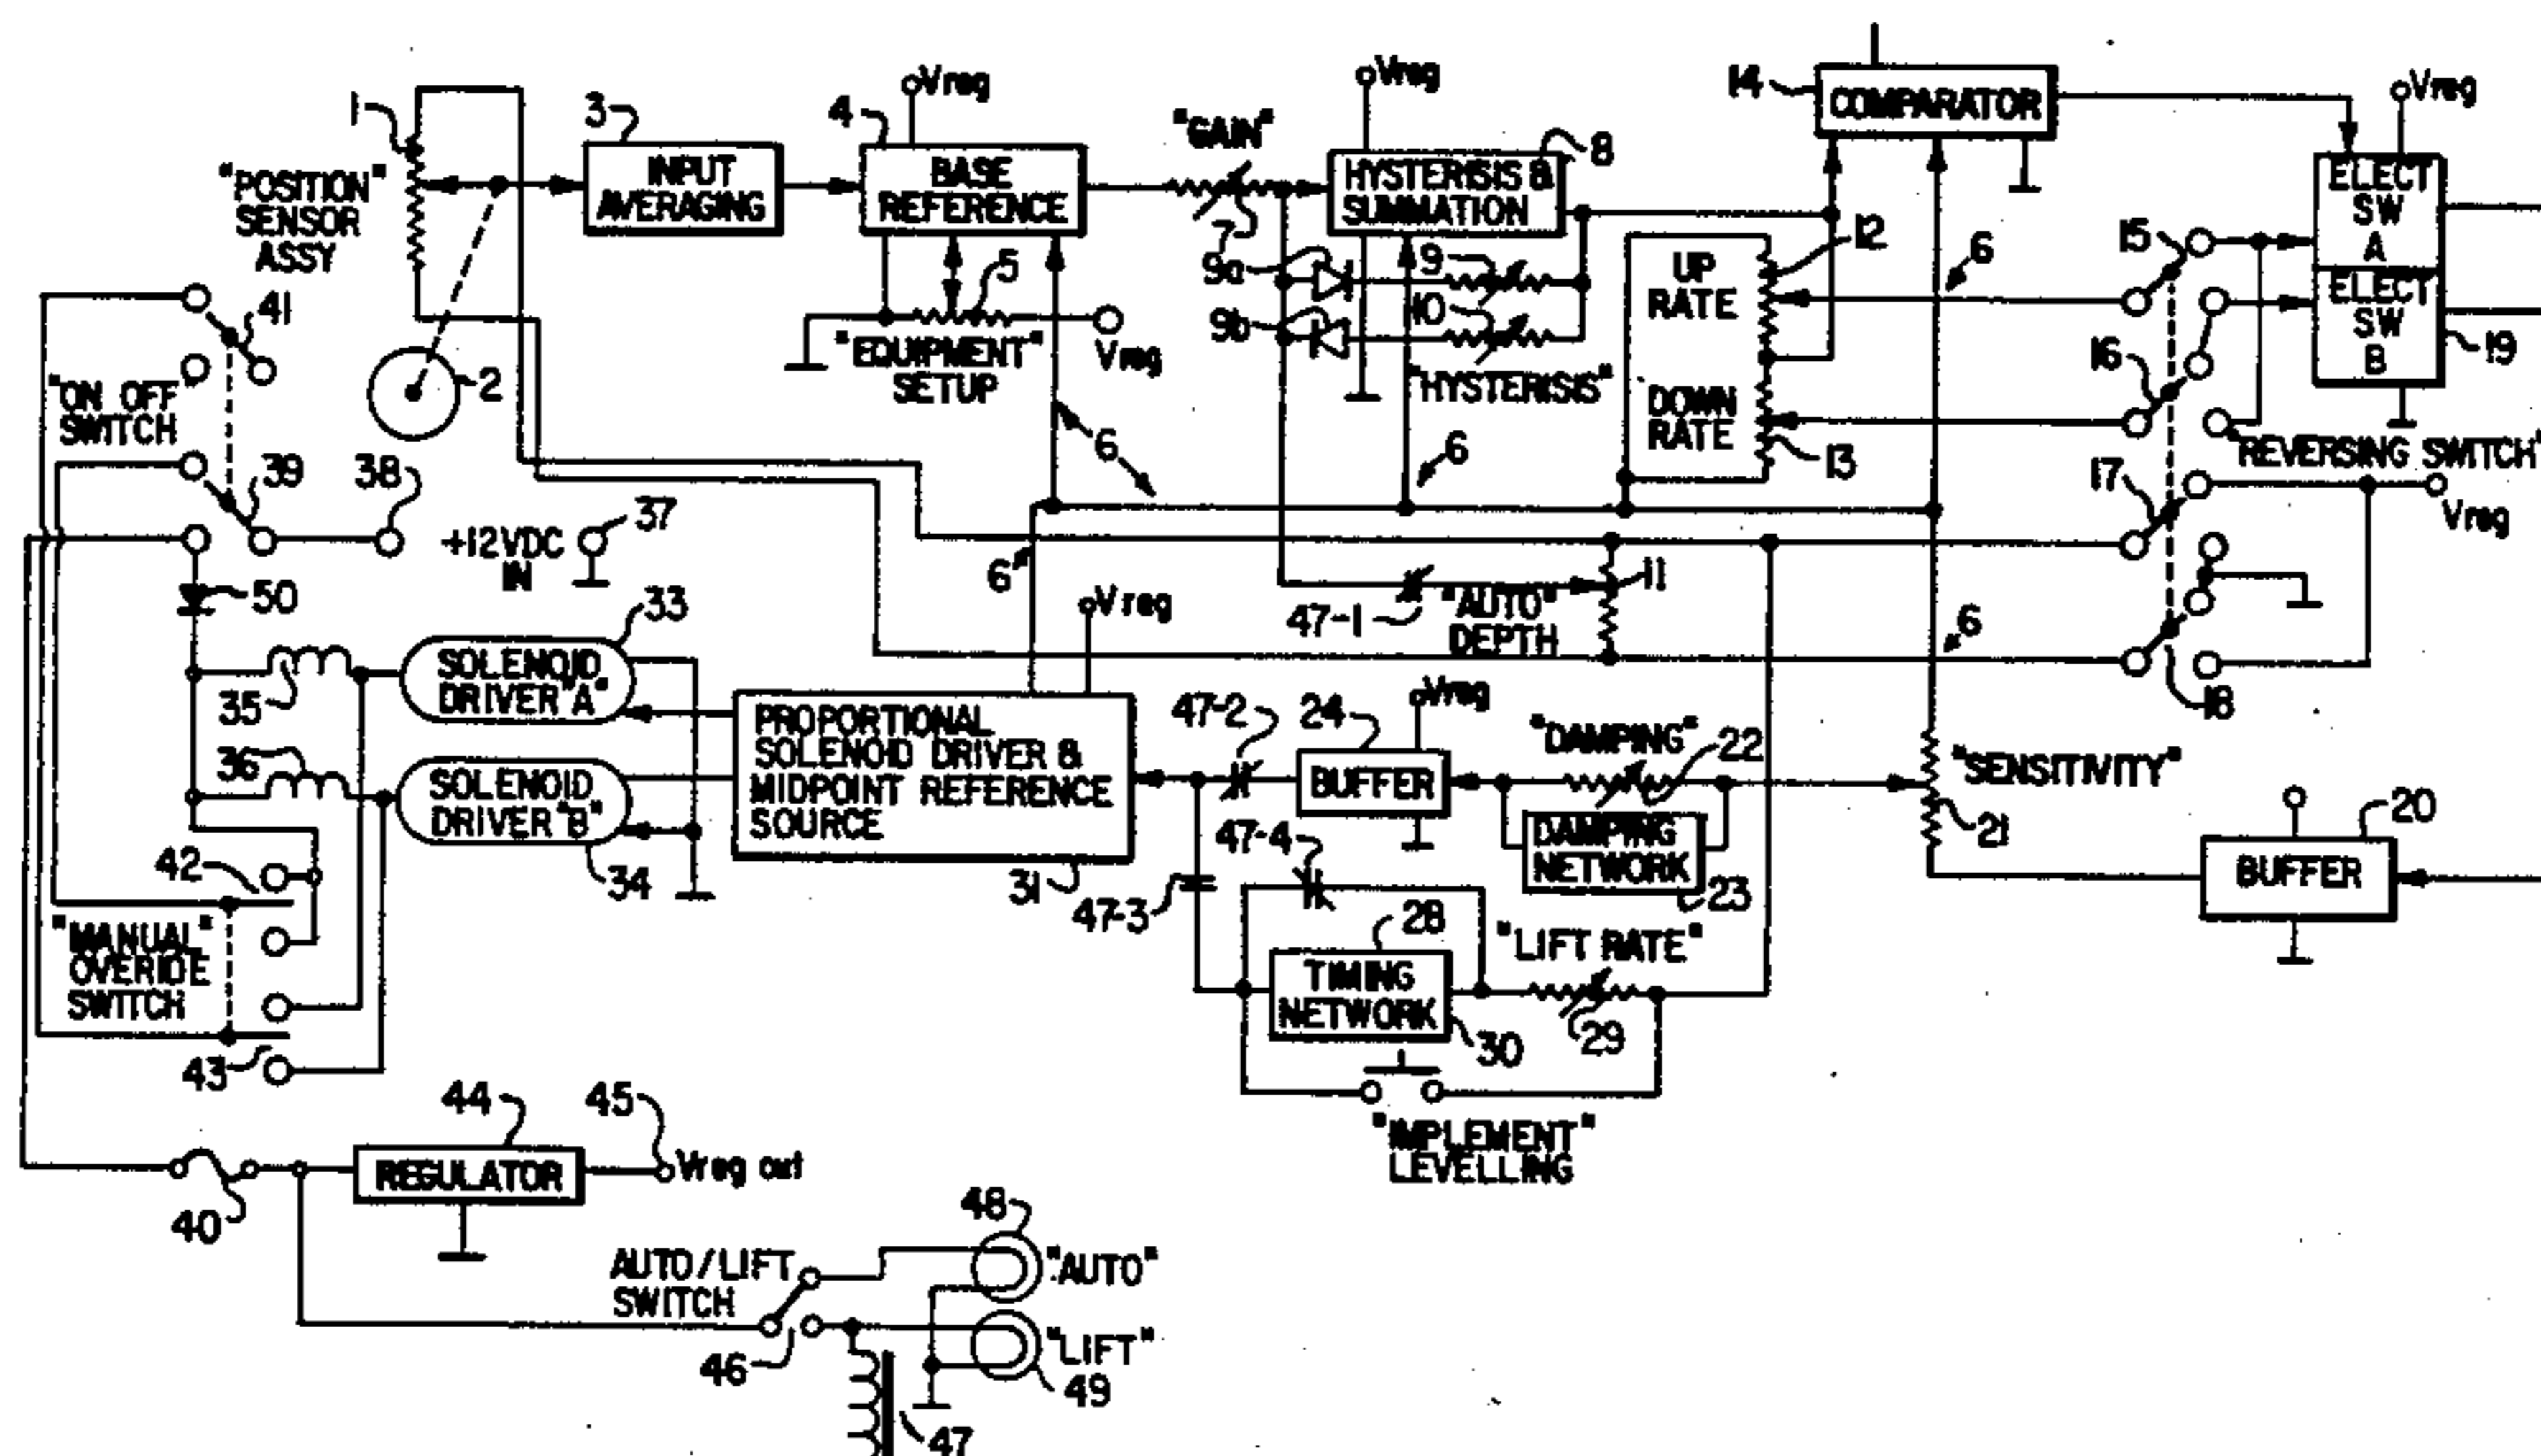 1
"POSITION"
SENSOR
ASSY
2
3
INPUT
AVERAGING
4
Vreg
BASE
REFERENCE
5
"EQUIPMENT"
SETUP
Vreg
6
6
"GAIN"
7
Vreg
HYSTERISIS &
SUMMATION
8
9a
9
9b
10
"HYSTERISIS"
UP
RATE
12
DOWN
RATE
13
14
COMPARATOR
6
15
16
17
18
Vreg
ELECT
SW
A
ELECT
SW
B
19
"REVERSING SWITCH"
Vreg
41
"ON OFF"
SWITCH
39
38
+12VDC
IN
37
6
47-1
"AUTO"
DEPTH
11
6
50
35
33
SOLENOID
DRIVER "A"
36
SOLENOID
DRIVER "B"
34
Vreg
PROPORTIONAL
SOLENOID DRIVER &
MIDPOINT REFERENCE
SOURCE
31
47-2
24
Vreg
BUFFER
"DAMPING"
22
DAMPING
NETWORK
23
"SENSITIVITY"
21
20
BUFFER
47-4
47-3
28
TIMING
NETWORK
30
"LIFT RATE"
29
"IMPLEMENT"
LEVELLING
42
"MANUAL"
OVERIDE
SWITCH
43
44
REGULATOR
45
Vreg out
40
AUTO/LIFT
SWITCH
46
48
"AUTO"
"LIFT"
49
47